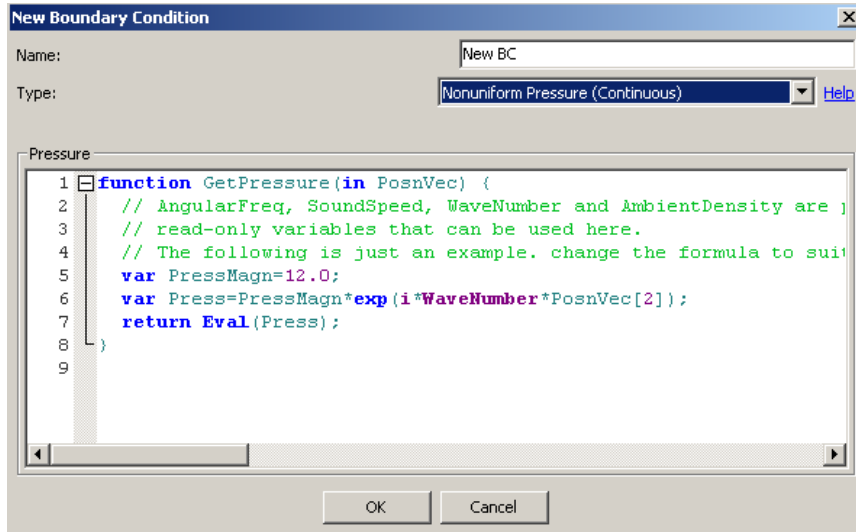 New Boundary Condition
Name: New BC
Type: Nonuniform Pressure (Continuous) Help
Pressure
1 function GetPressure(in PosnVec) {
2 // AngularFreq, SoundSpeed, WaveNumber and AmbientDensity are
3 // read-only variables that can be used here.
4 // The following is just an example. change the formula to suit
5 var PressMagn=12.0;
6 var Press=PressMagn*exp(i*WaveNumber*PosnVec[2]);
7 return Eval(Press);
8 }
9
OK Cancel